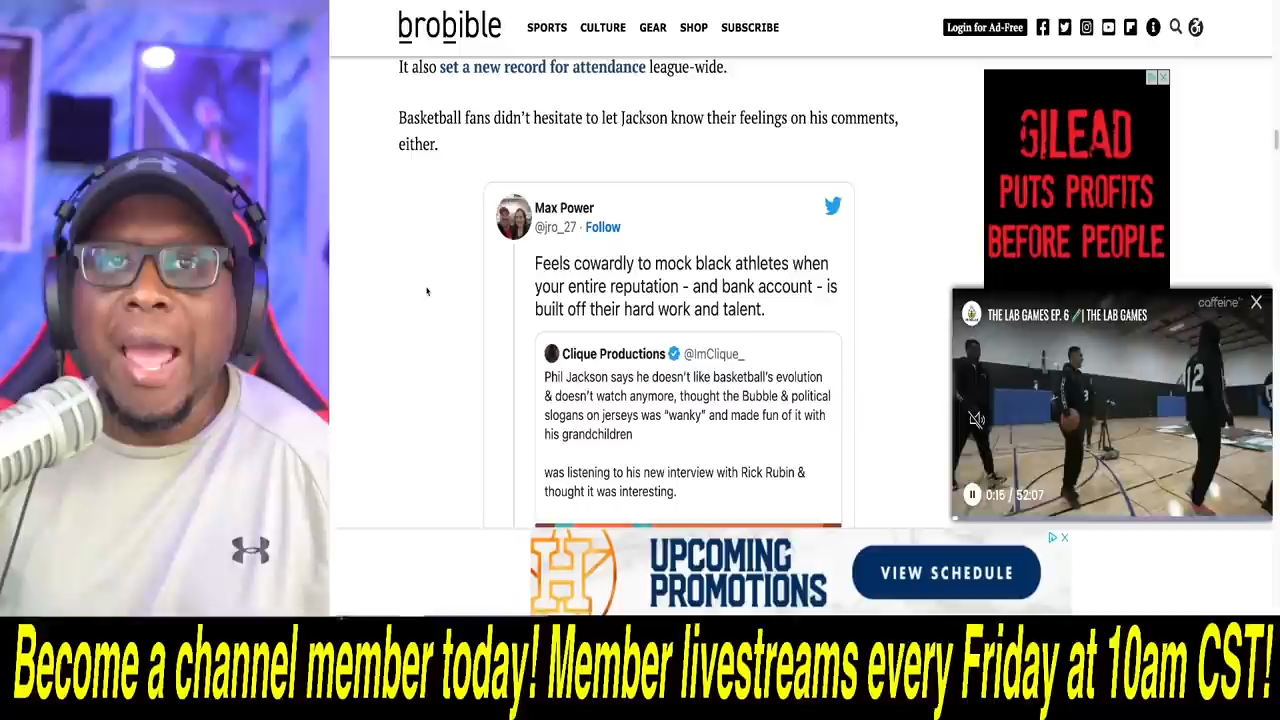 brobible
SPORTS CULTURE GEAR SHOP SUBSCRIBE
Login for Ad-Free
It also set a new record for attendance league-wide.
Basketball fans didn’t hesitate to let Jackson know their feelings on his comments,
either.
Max Power
@jro_27 · Follow
Feels cowardly to mock black athletes when
your entire reputation - and bank account - is
built off their hard work and talent.
Clique Productions @ImClique_
Phil Jackson says he doesn’t like basketball’s evolution
& doesn’t watch anymore, thought the Bubble & political
slogans on jerseys was “wanky” and made fun of it with
his grandchildren
was listening to his new interview with Rick Rubin &
thought it was interesting.
GILEAD
PUTS PROFITS
BEFORE PEOPLE
caffeine
THE LAB GAMES EP. 6 | THE LAB GAMES
12
0:15 / 52:07
H
UPCOMING
PROMOTIONS
VIEW SCHEDULE
Become a channel member today! Member livestreams every Friday at 10am CST!